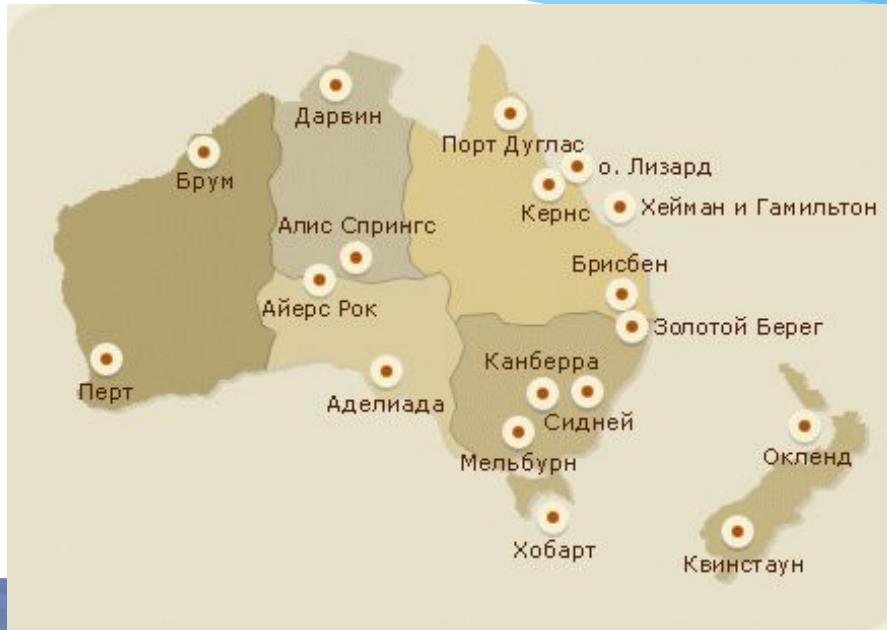 Дарвин
Порт Дуглас
о. Лизард
Брум
Кернс
Хейман и Гамильтон
Алис Спрингс
Брисбен
Айерс Рок
Золотой Берег
Канберра
Перт
Аделиада
Сидней
Мельбурн
Окленд
Хобарт
Квинстаун